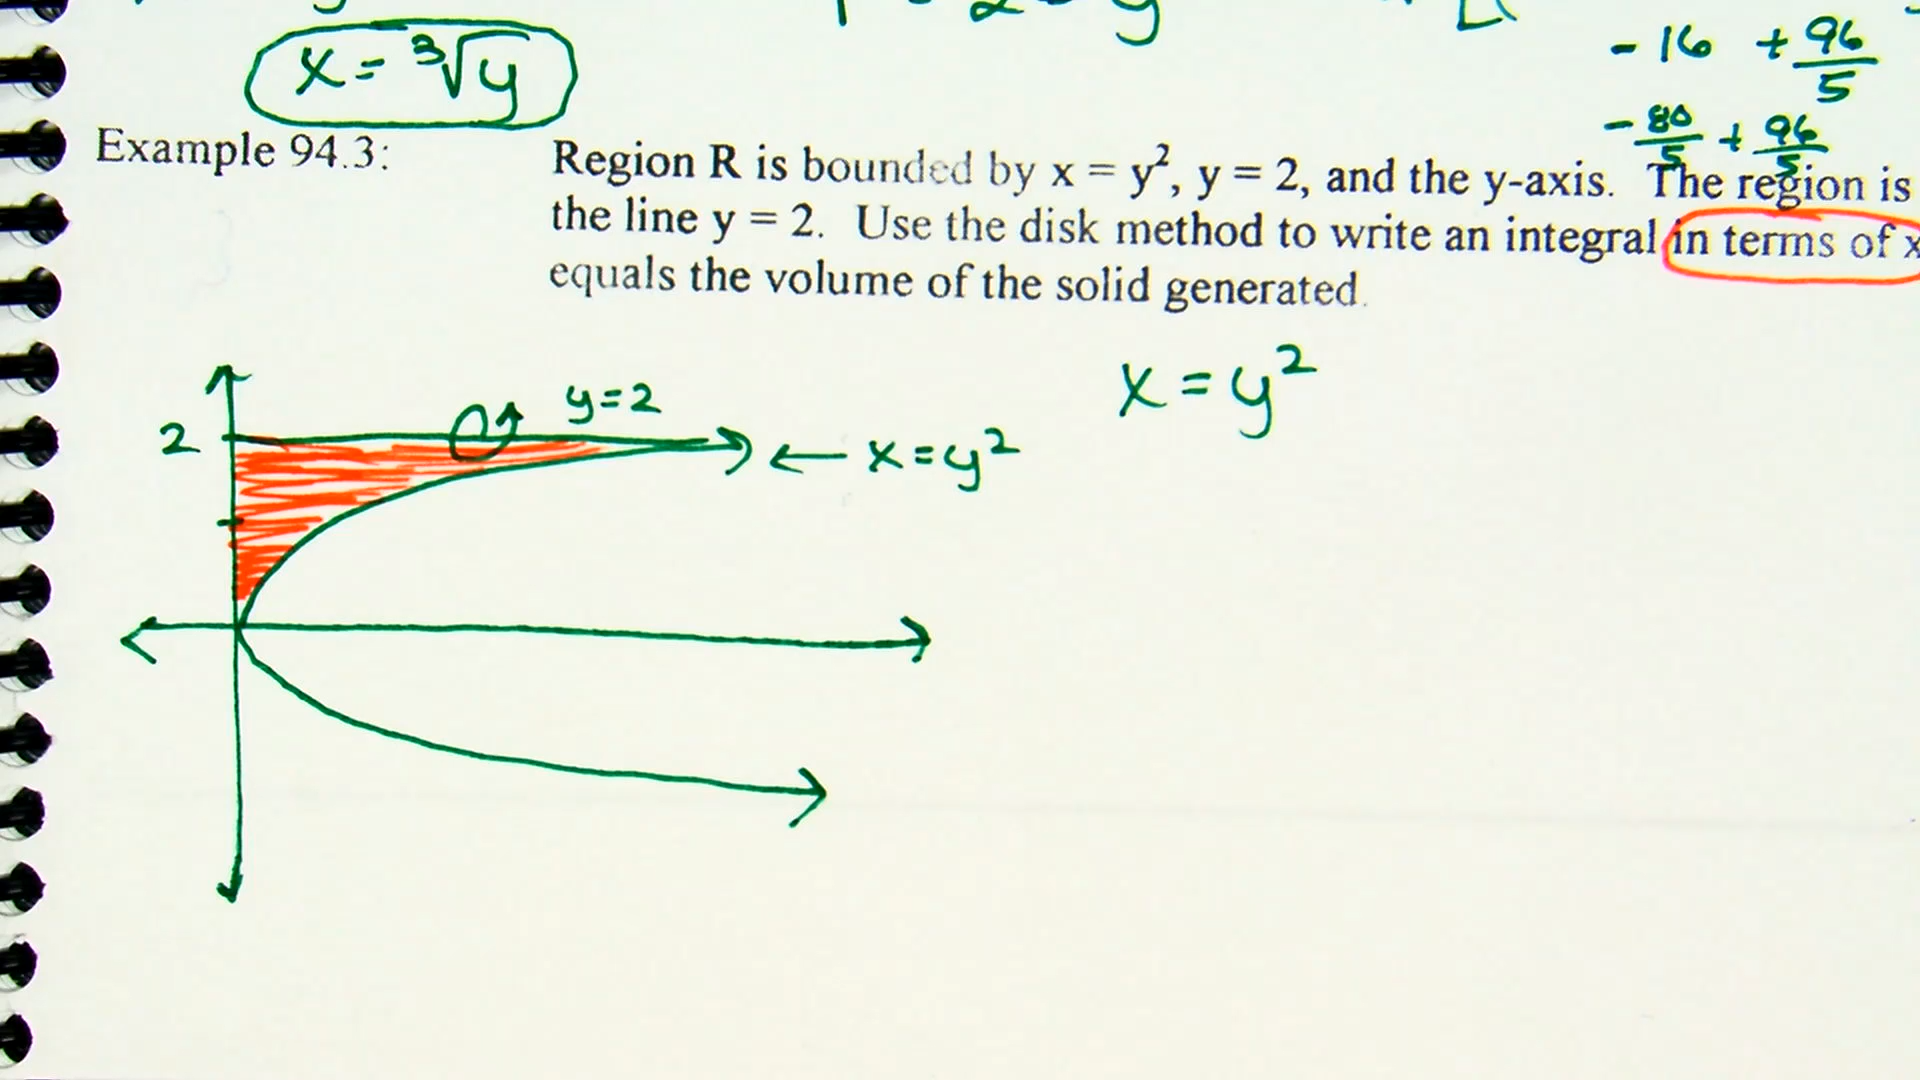 x = ∛y
- 16 + 96/5
- 80/5 + 96/5
Example 94.3: Region R is bounded by x = y², y = 2, and the y-axis. The region is
the line y = 2. Use the disk method to write an integral in terms of x
equals the volume of the solid generated.
x = y²
y = 2
2
← x = y²